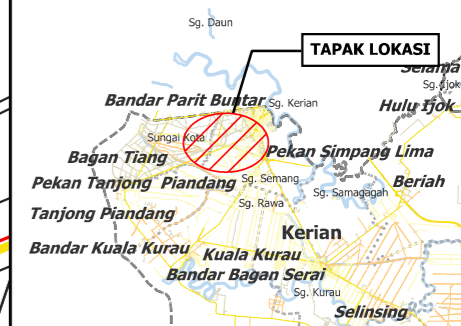 Sg. Daun
TAPAK LOKASI
Selama
Sg. Ijok
Bandar Parit Buntar
Sg. Kerian
Hulu Ijok
Sungai Kota
Bagan Tiang
Pekan Simpang Lima
Pekan Tanjong Piandang
Sg. Semang
Beriah
Sg. Samagagah
Sg. Rawa
Tanjong Piandang
Kerian
Bandar Kuala Kurau
Kuala Kurau
Bandar Bagan Serai
Sg. Kurau
Selinsing